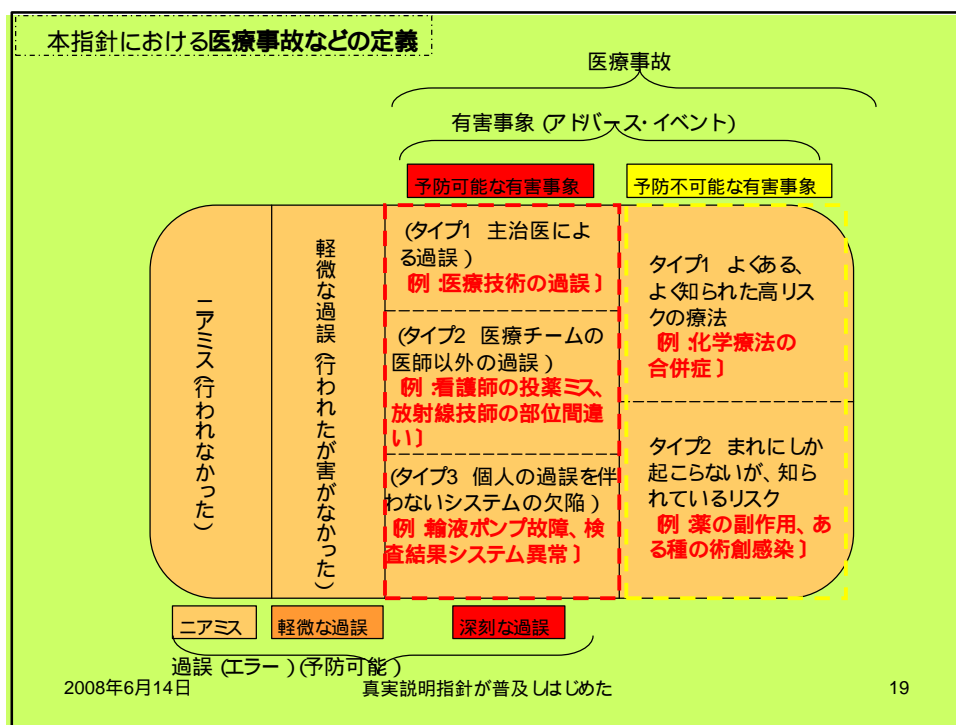 本指針における医療事故などの定義
医療事故
有害事象(アドバース・イベント)
予防可能な有害事象
予防不可能な有害事象
ニアミス(行われなかった)
軽微な過誤(行われたが害がなかった)
(タイプ1 主治医によ
る過誤)
〔例:医療技術の過誤〕
(タイプ2 医療チームの
医師以外の過誤)
〔例:看護師の投薬ミス、
放射線技師の部位間違
い〕
(タイプ3 個人の過誤を伴
わないシステムの欠陥)
〔例:輸液ポンプ故障、検
査結果システム異常〕
タイプ1 よくある、
よく知られた高リス
クの療法
〔例:化学療法の
合併症〕
タイプ2 まれにしか
起こらないが、知ら
れているリスク
〔例:薬の副作用、あ
る種の術創感染〕
ニアミス
軽微な過誤
深刻な過誤
過誤(エラー)(予防可能)
2008年6月14日
真実説明指針が普及しはじめた
19